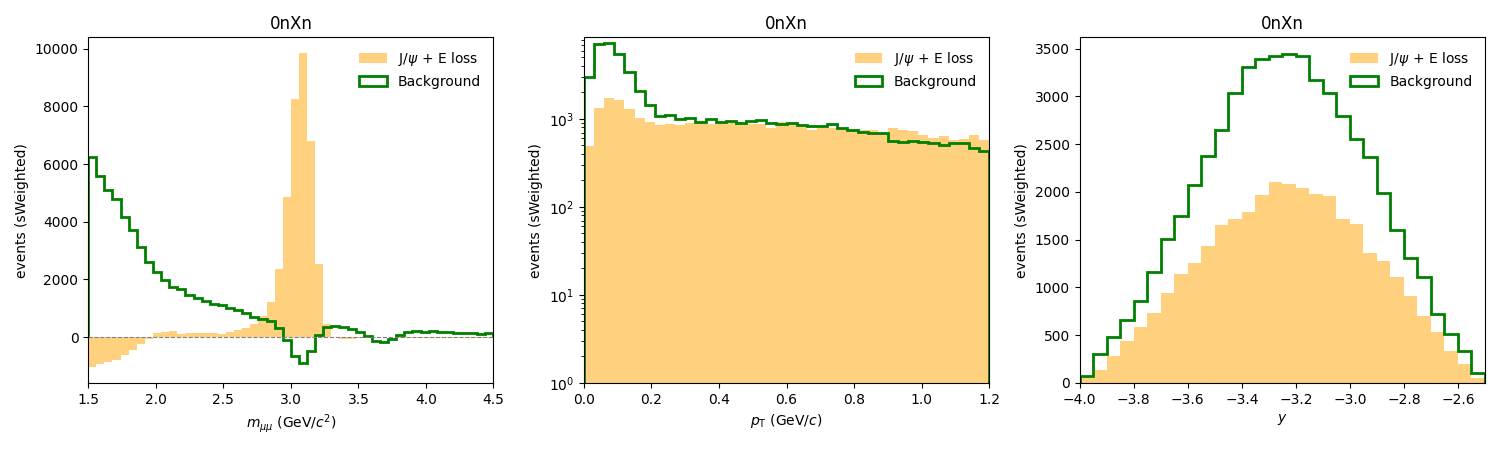 0nXn
events (sWeighted)
10000
8000
6000
4000
2000
0
J/ψ + E loss
Background
1.5 2.0 2.5 3.0 3.5 4.0 4.5
m_μμ (GeV/c²)
0nXn
events (sWeighted)
10³
10²
10¹
10⁰
J/ψ + E loss
Background
0.0 0.2 0.4 0.6 0.8 1.0 1.2
p_T (GeV/c)
0nXn
events (sWeighted)
3500
3000
2500
2000
1500
1000
500
0
J/ψ + E loss
Background
−4.0 −3.8 −3.6 −3.4 −3.2 −3.0 −2.8 −2.6
y